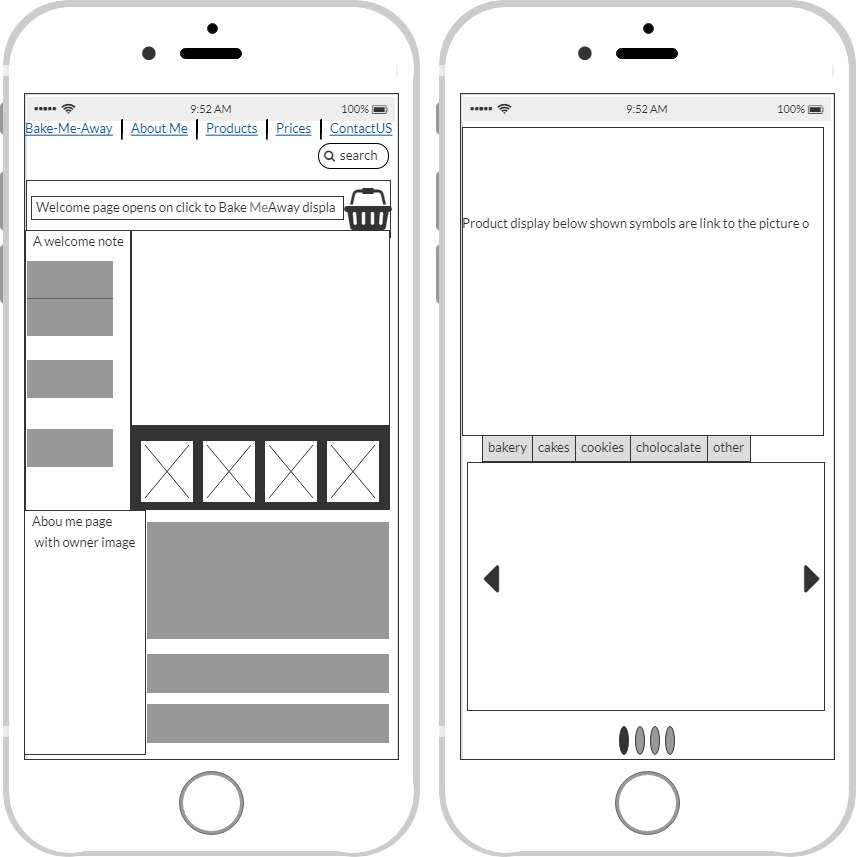 9:52 AM 100%
Bake-Me-Away About Me Products Prices ContactUS
search
Welcome page opens on click to Bake MeAway displa
A welcome note
Abou me page
with owner image
9:52 AM 100%
Product display below shown symbols are link to the picture o
bakery cakes cookies cholocalate other